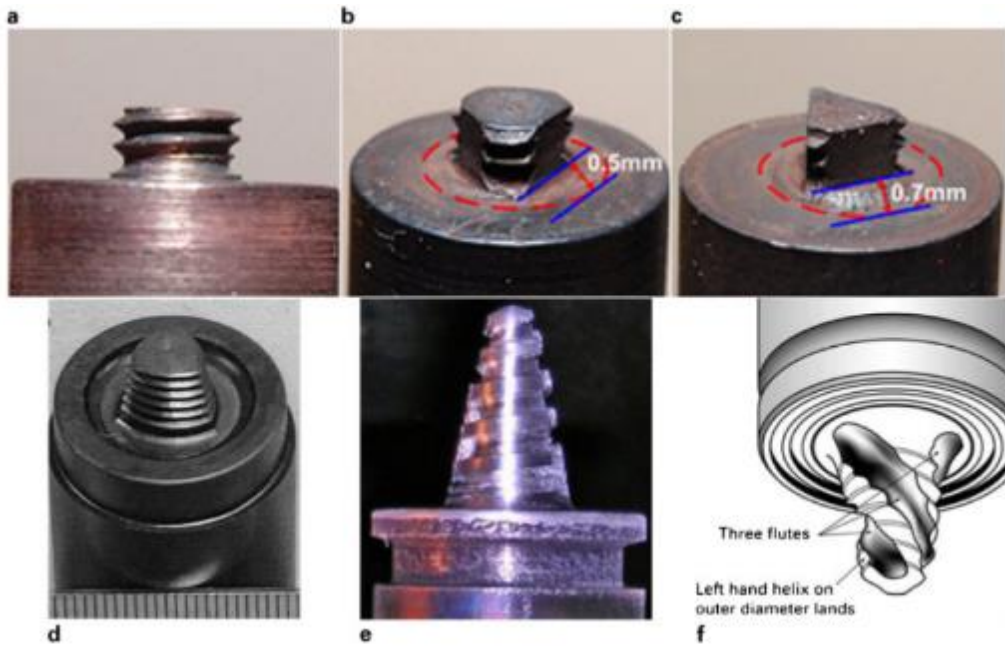 a
b
c
0.5mm
0.7mm
Three flutes
Left hand helix on
outer diameter lands
d
e
f